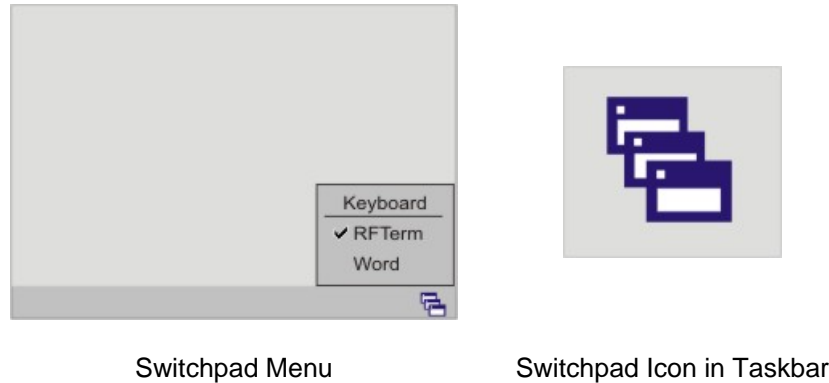 Keyboard
✔ RFTerm
Word
Switchpad Menu
Switchpad Icon in Taskbar